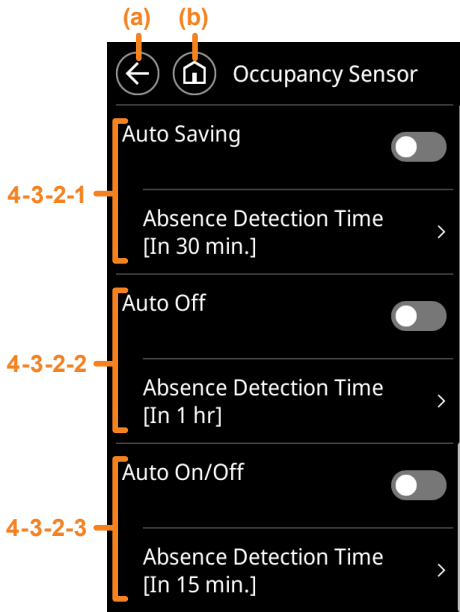 (a) (b)
Occupancy Sensor
Auto Saving
4-3-2-1
Absence Detection Time
[In 30 min.]
Auto Off
4-3-2-2
Absence Detection Time
[In 1 hr]
Auto On/Off
4-3-2-3
Absence Detection Time
[In 15 min.]